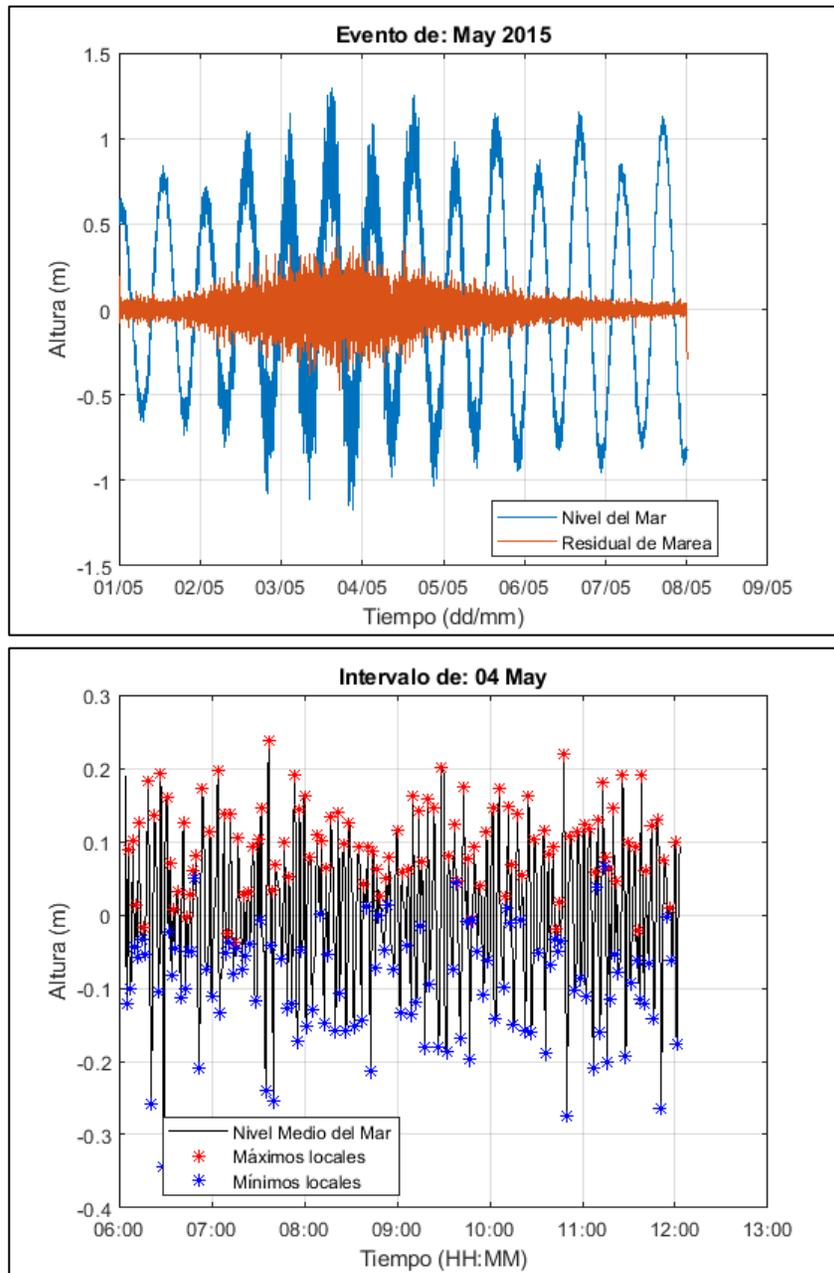 Evento de: May 2015
1.5
1
0.5
0
-0.5
-1
-1.5
Altura (m)
Nivel del Mar
Residual de Marea
01/05 02/05 03/05 04/05 05/05 06/05 07/05 08/05 09/05
Tiempo (dd/mm)
Intervalo de: 04 May
0.3
0.2
0.1
0
-0.1
-0.2
-0.3
-0.4
Altura (m)
Nivel Medio del Mar
Máximos locales
Mínimos locales
06:00 07:00 08:00 09:00 10:00 11:00 12:00 13:00
Tiempo (HH:MM)